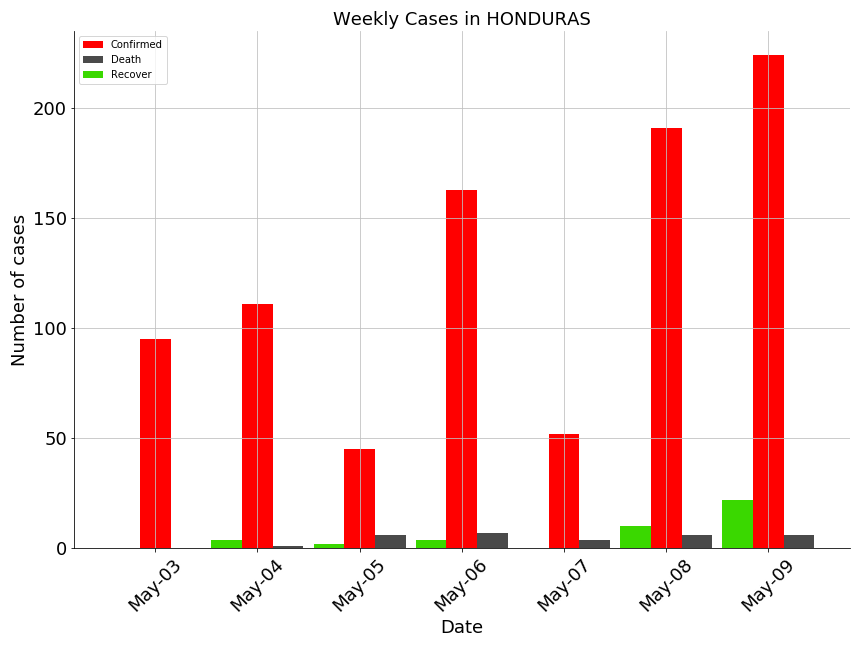 Weekly Cases in HONDURAS
Confirmed
Death
Recover
Number of cases
200
150
100
50
0
May-03
May-04
May-05
May-06
May-07
May-08
May-09
Date